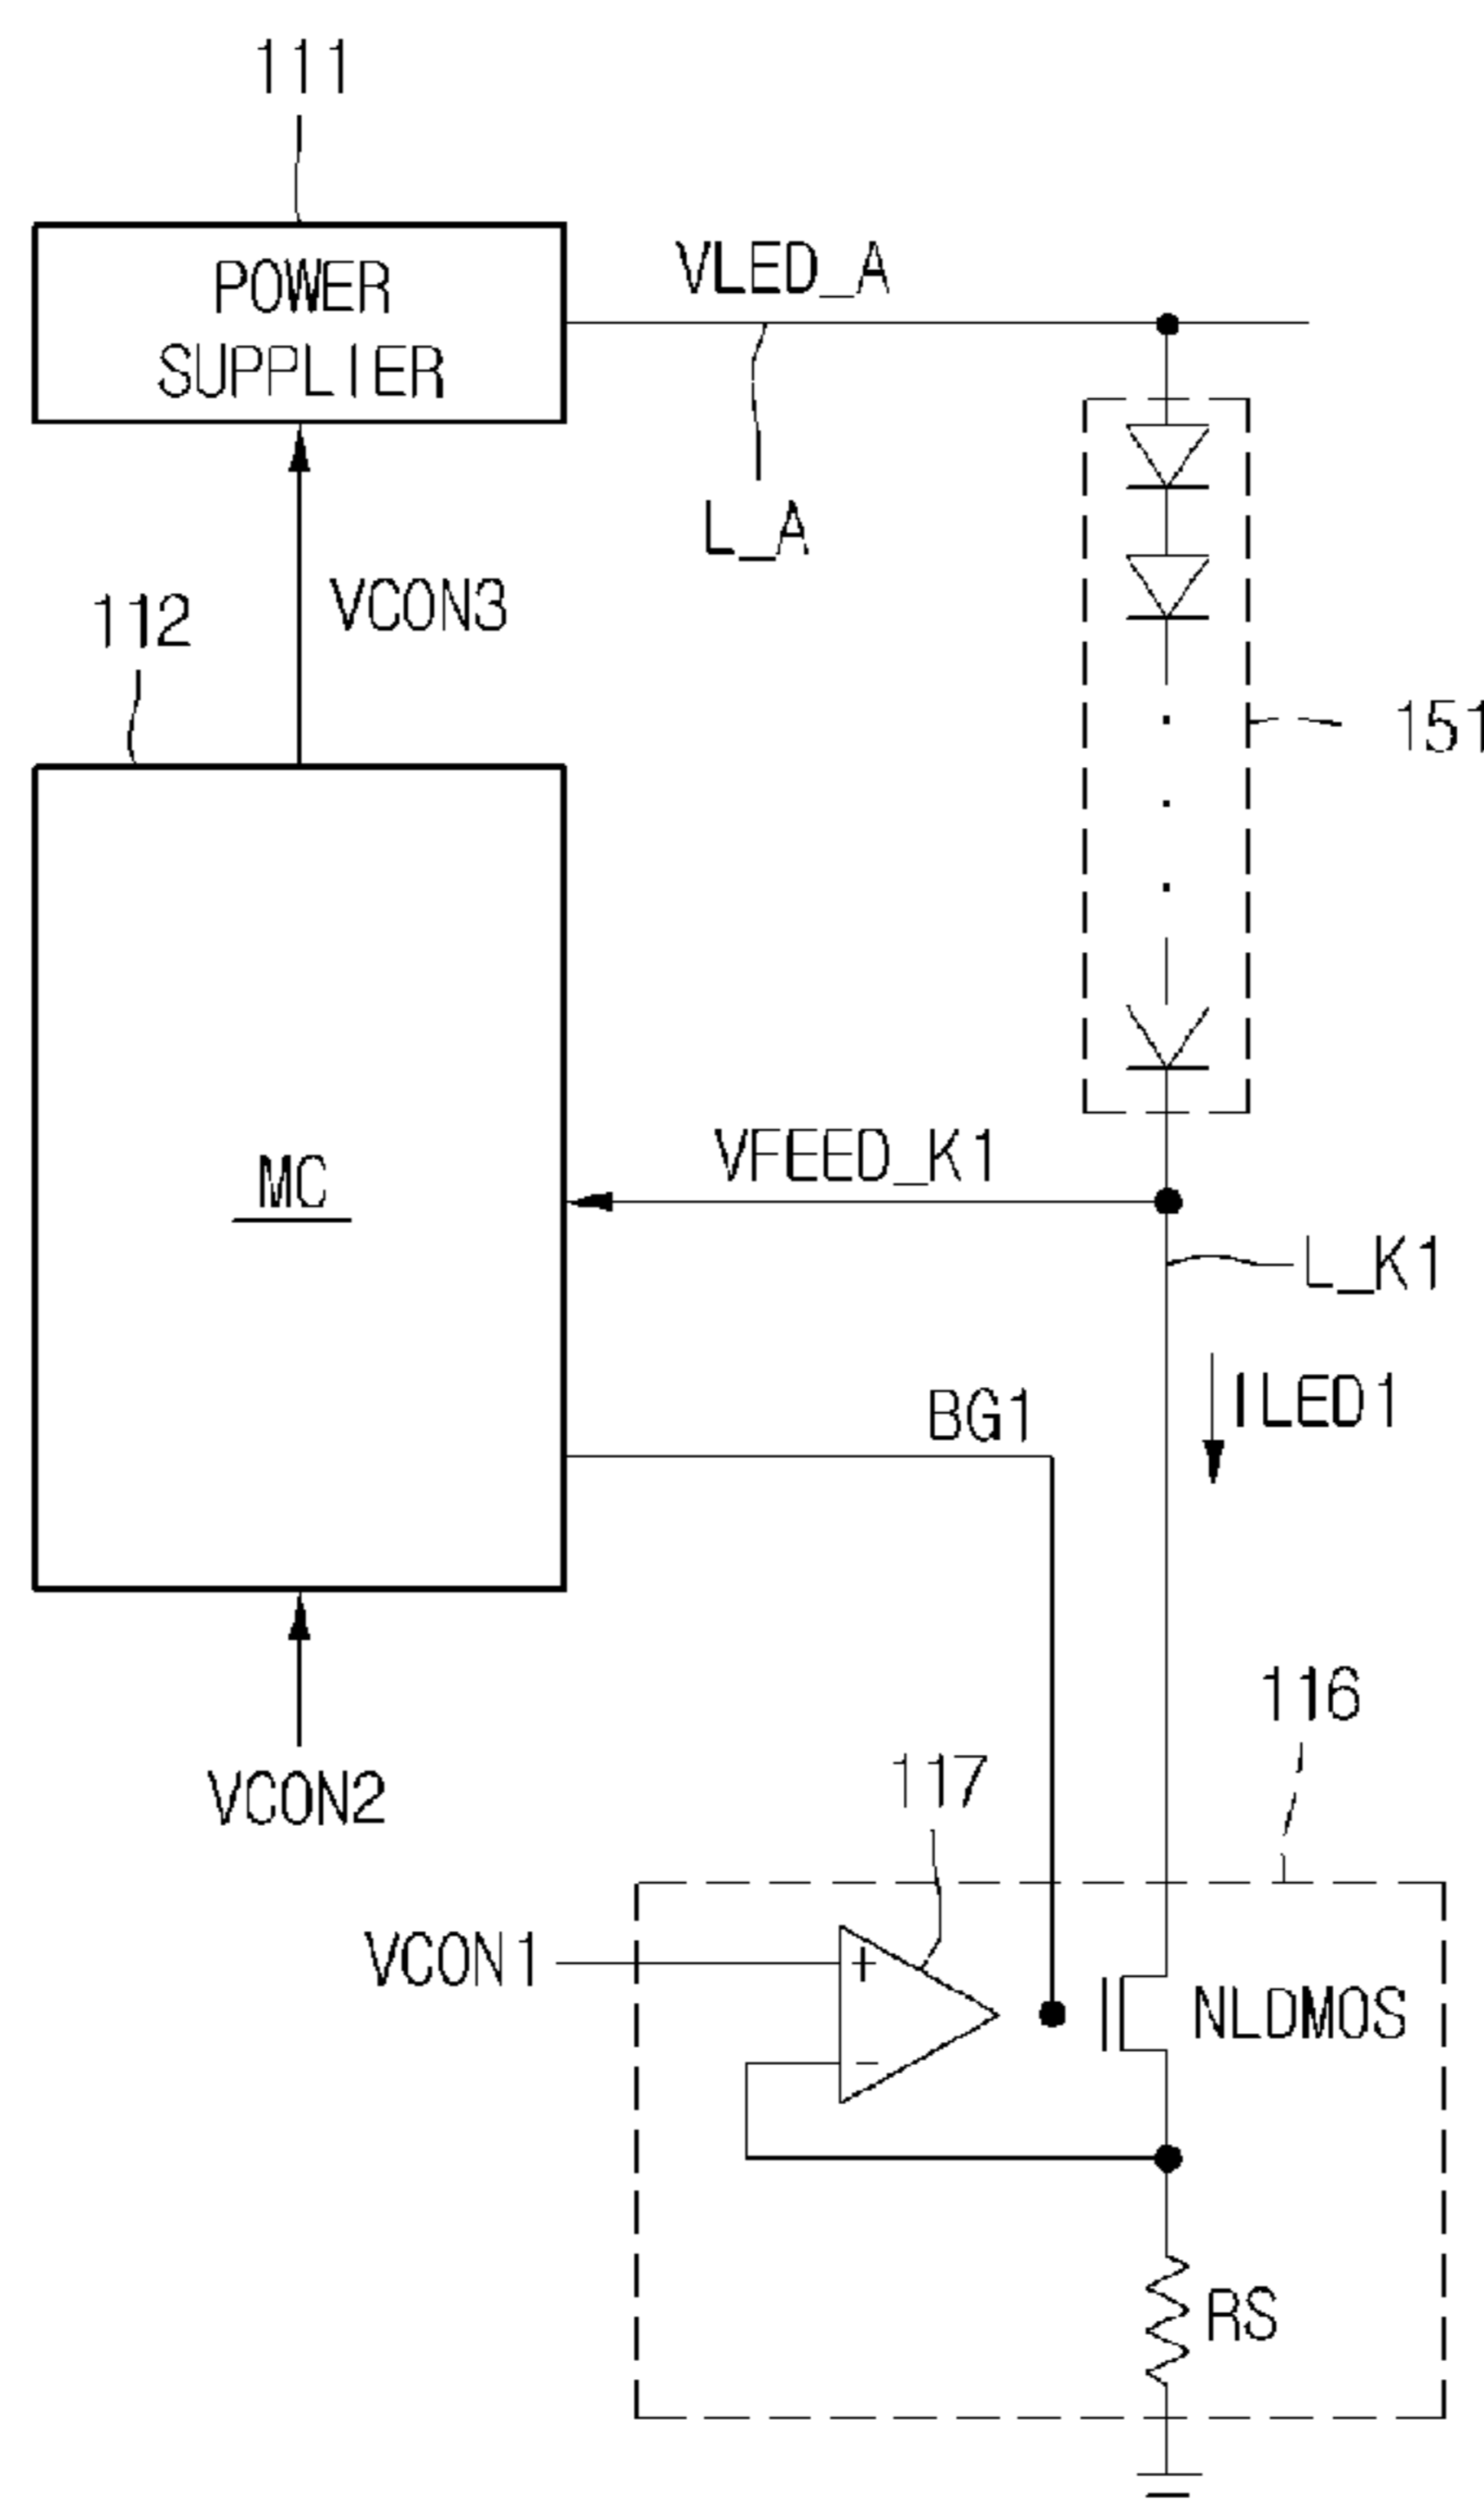 111
POWER
SUPPLIER
VLED_A
L_A
VCON3
112
151
MC
VFEED_K1
L_K1
ILED1
BG1
VCON2
116
117
VCON1
+
NLDMOS
-
RS